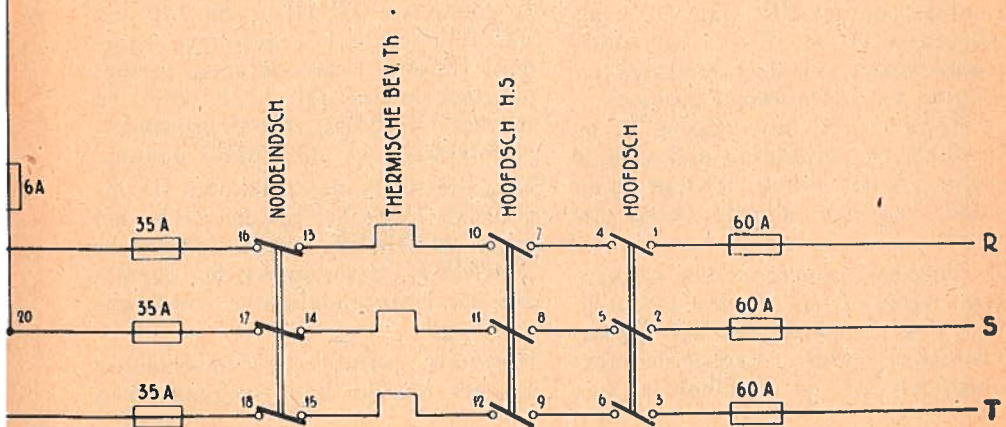 NOODEINDSCH
THERMISCHE BEV. Th
HOOFDSCH H.S
HOOFDSCH
6A
35 A 16 13 10 7 4 1 60 A R
20 35 A 17 14 11 8 5 2 60 A S
35 A 18 15 12 9 6 3 60 A T